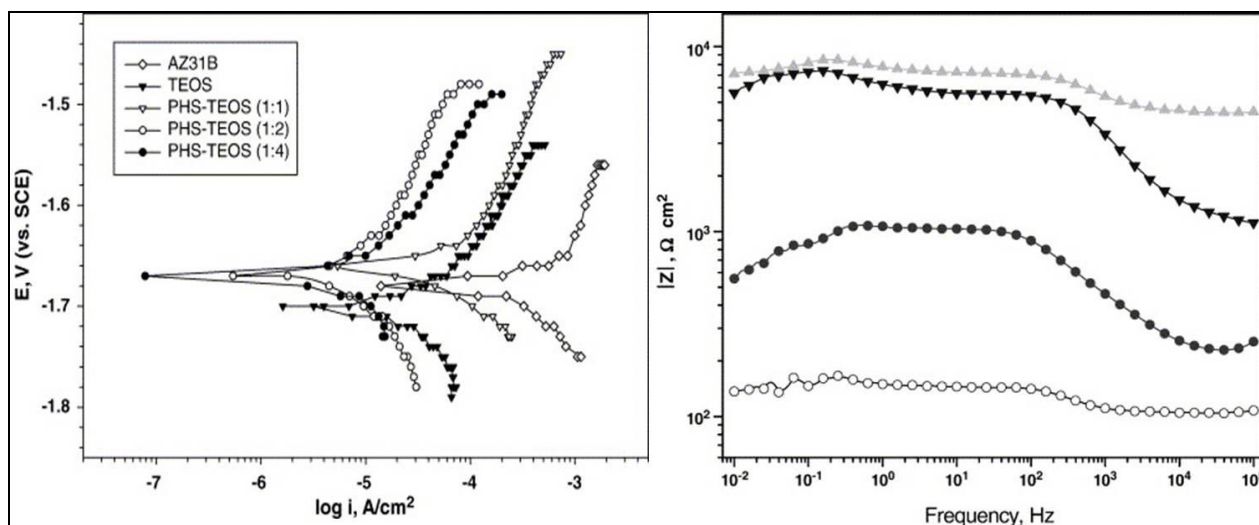 AZ31B
TEOS
PHS-TEOS (1:1)
PHS-TEOS (1:2)
PHS-TEOS (1:4)
E, V (vs. SCE)
-1.5
-1.6
-1.7
-1.8
-7 -6 -5 -4 -3
log i, A/cm²
|Z|, Ω cm²
10⁴
10³
10²
10⁻² 10⁻¹ 10⁰ 10¹ 10² 10³ 10⁴ 10
Frequency, Hz